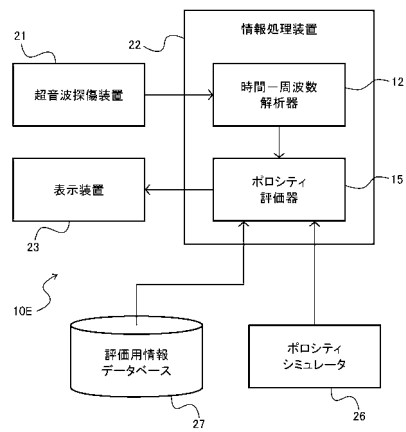 21
22
情報処理装置
超音波探傷装置
時間－周波数
解析器
12
表示装置
ポロシティ
評価器
15
23
10E
評価用情報
データベース
ポロシティ
シミュレータ
27
26